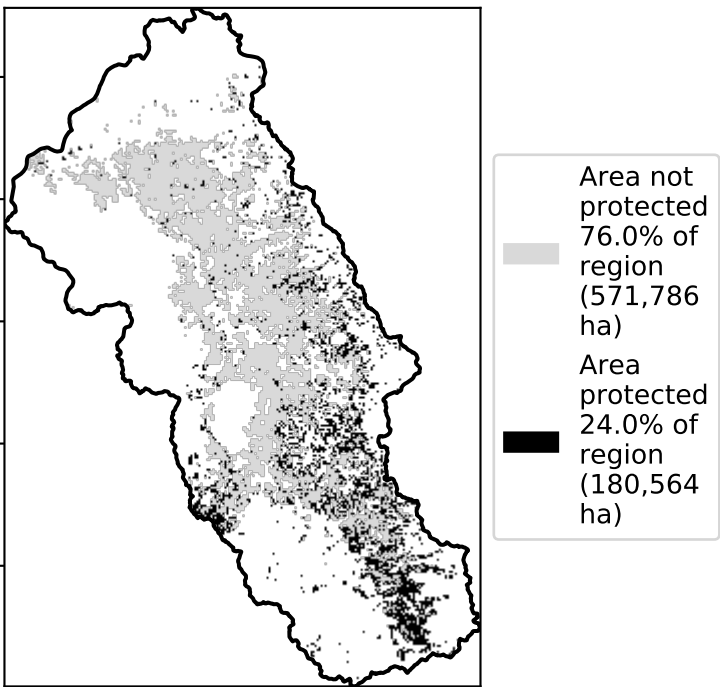 Area not
protected
76.0% of
region
(571,786
ha)
Area
protected
24.0% of
region
(180,564
ha)